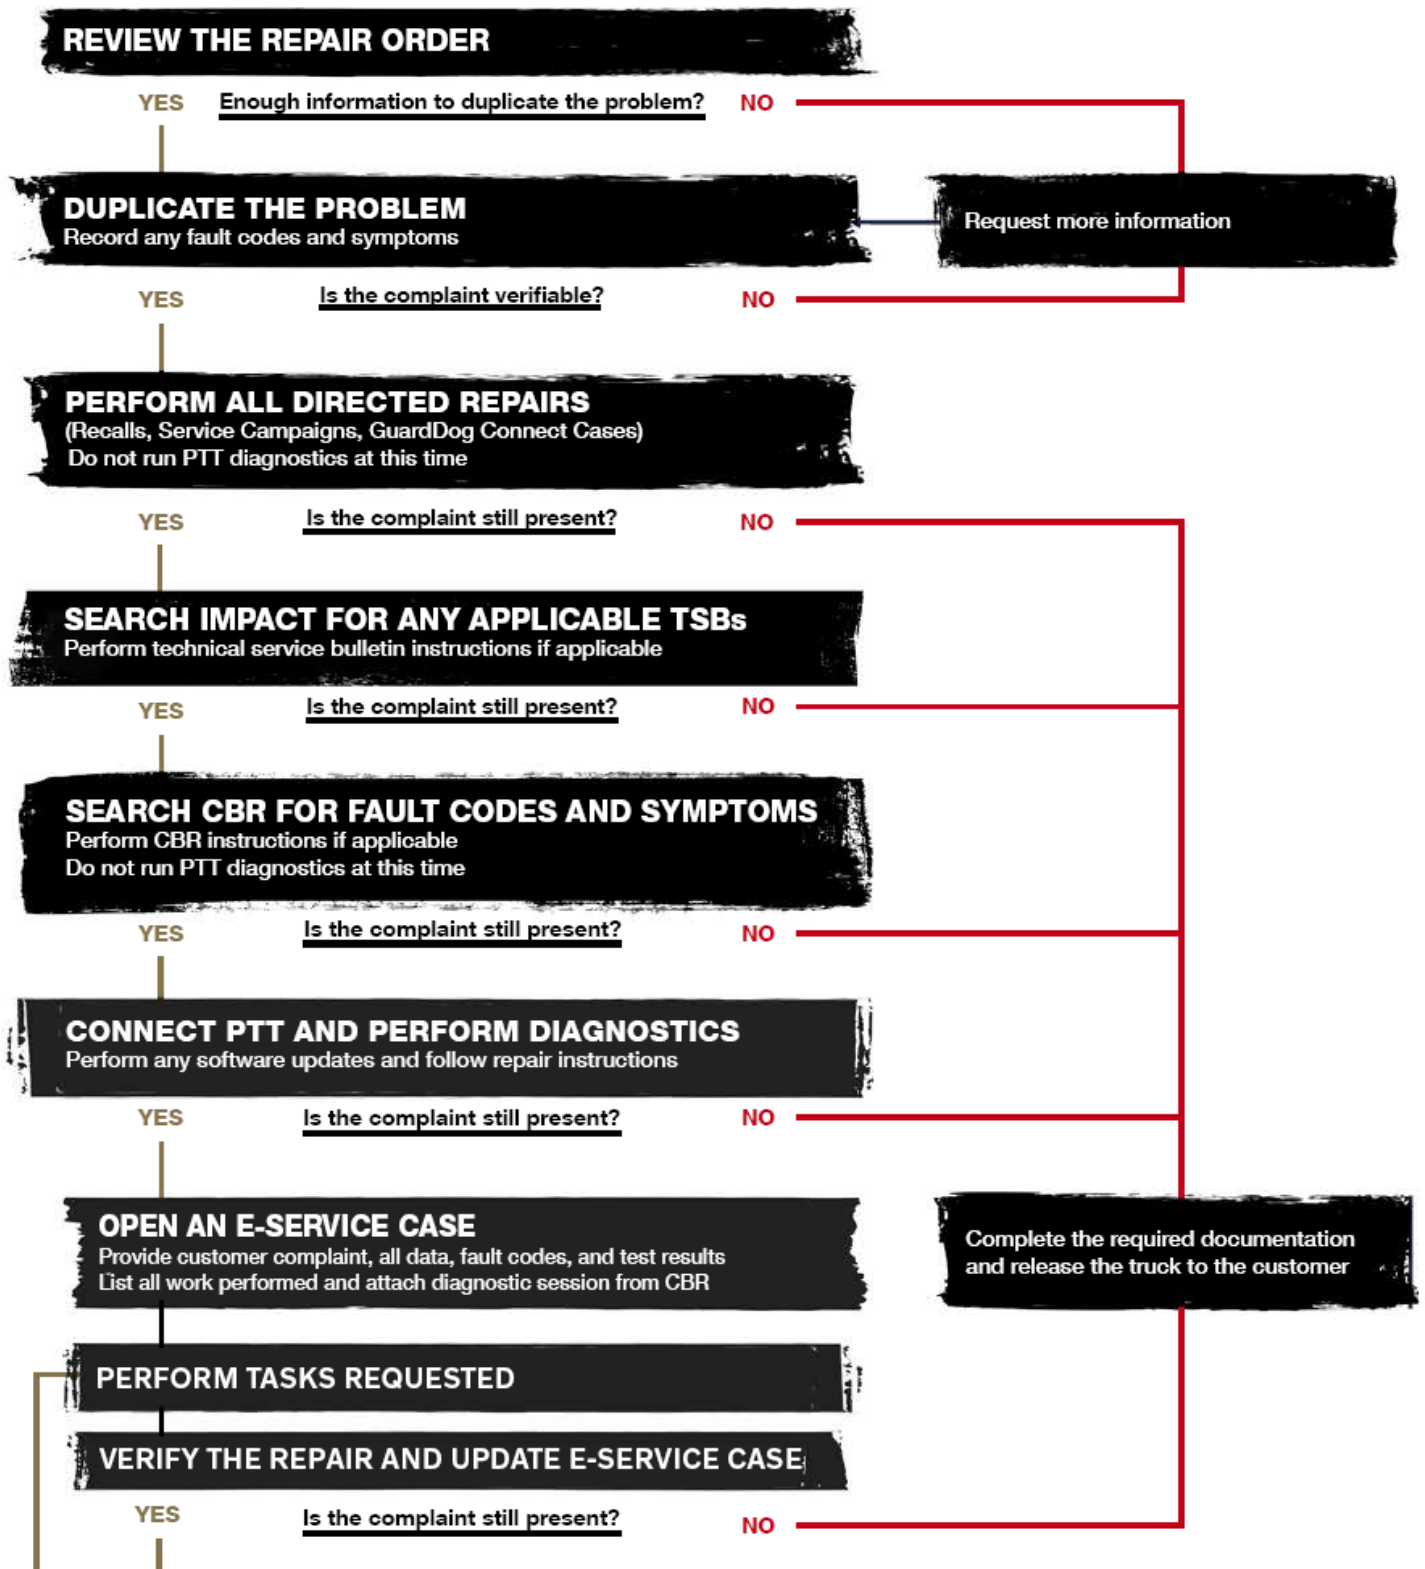 REVIEW THE REPAIR ORDER
YES Enough information to duplicate the problem? NO
DUPLICATE THE PROBLEM
Record any fault codes and symptoms
Request more information
YES Is the complaint verifiable? NO
PERFORM ALL DIRECTED REPAIRS
(Recalls, Service Campaigns, GuardDog Connect Cases)
Do not run PTT diagnostics at this time
YES Is the complaint still present? NO
SEARCH IMPACT FOR ANY APPLICABLE TSBs
Perform technical service bulletin instructions if applicable
YES Is the complaint still present? NO
SEARCH CBR FOR FAULT CODES AND SYMPTOMS
Perform CBR instructions if applicable
Do not run PTT diagnostics at this time
YES Is the complaint still present? NO
CONNECT PTT AND PERFORM DIAGNOSTICS
Perform any software updates and follow repair instructions
YES Is the complaint still present? NO
OPEN AN E-SERVICE CASE
Provide customer complaint, all data, fault codes, and test results
List all work performed and attach diagnostic session from CBR
Complete the required documentation
and release the truck to the customer
PERFORM TASKS REQUESTED
VERIFY THE REPAIR AND UPDATE E-SERVICE CASE
YES Is the complaint still present? NO